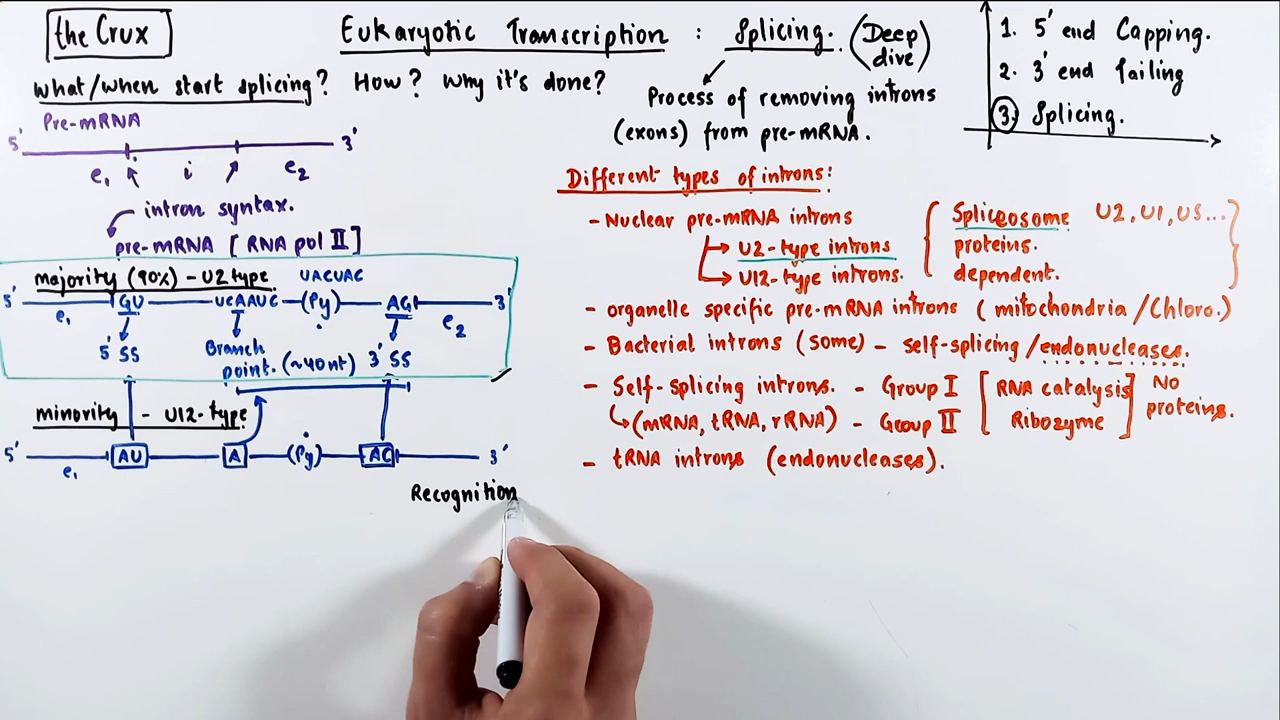 the Crux
Eukaryotic Transcription : Splicing. (Deep dive)
1. 5' end Capping.
2. 3' end Tailing
3. Splicing.
What/when start splicing? How? Why it's done?
Process of removing introns
(exons) from pre-mRNA.
Pre-mRNA
5' 3'
e1 i e2
intron syntax.
pre-mRNA [RNA pol II]
majority (90%) - U2 type UACUAC
5' GU UCAAUC (Py) AG 3'
e1 e2
5' SS Branch point. (~40nt) 3' SS
minority - U12-type
5' AU A (Py) AC 3'
e1
Recognition
Different types of introns:
- Nuclear pre-mRNA introns
U2-type introns
U12-type introns.
Spliceosome U2, U1, U5...
proteins.
dependent.
- organelle specific pre-mRNA introns (mitochondria/Chloro.)
- Bacterial introns (some) - self-splicing/endonucleases.
- Self-splicing introns. - Group I [RNA catalysis] No
(mRNA, tRNA, rRNA) - Group II [Ribozyme] proteins.
- tRNA introns (endonucleases).